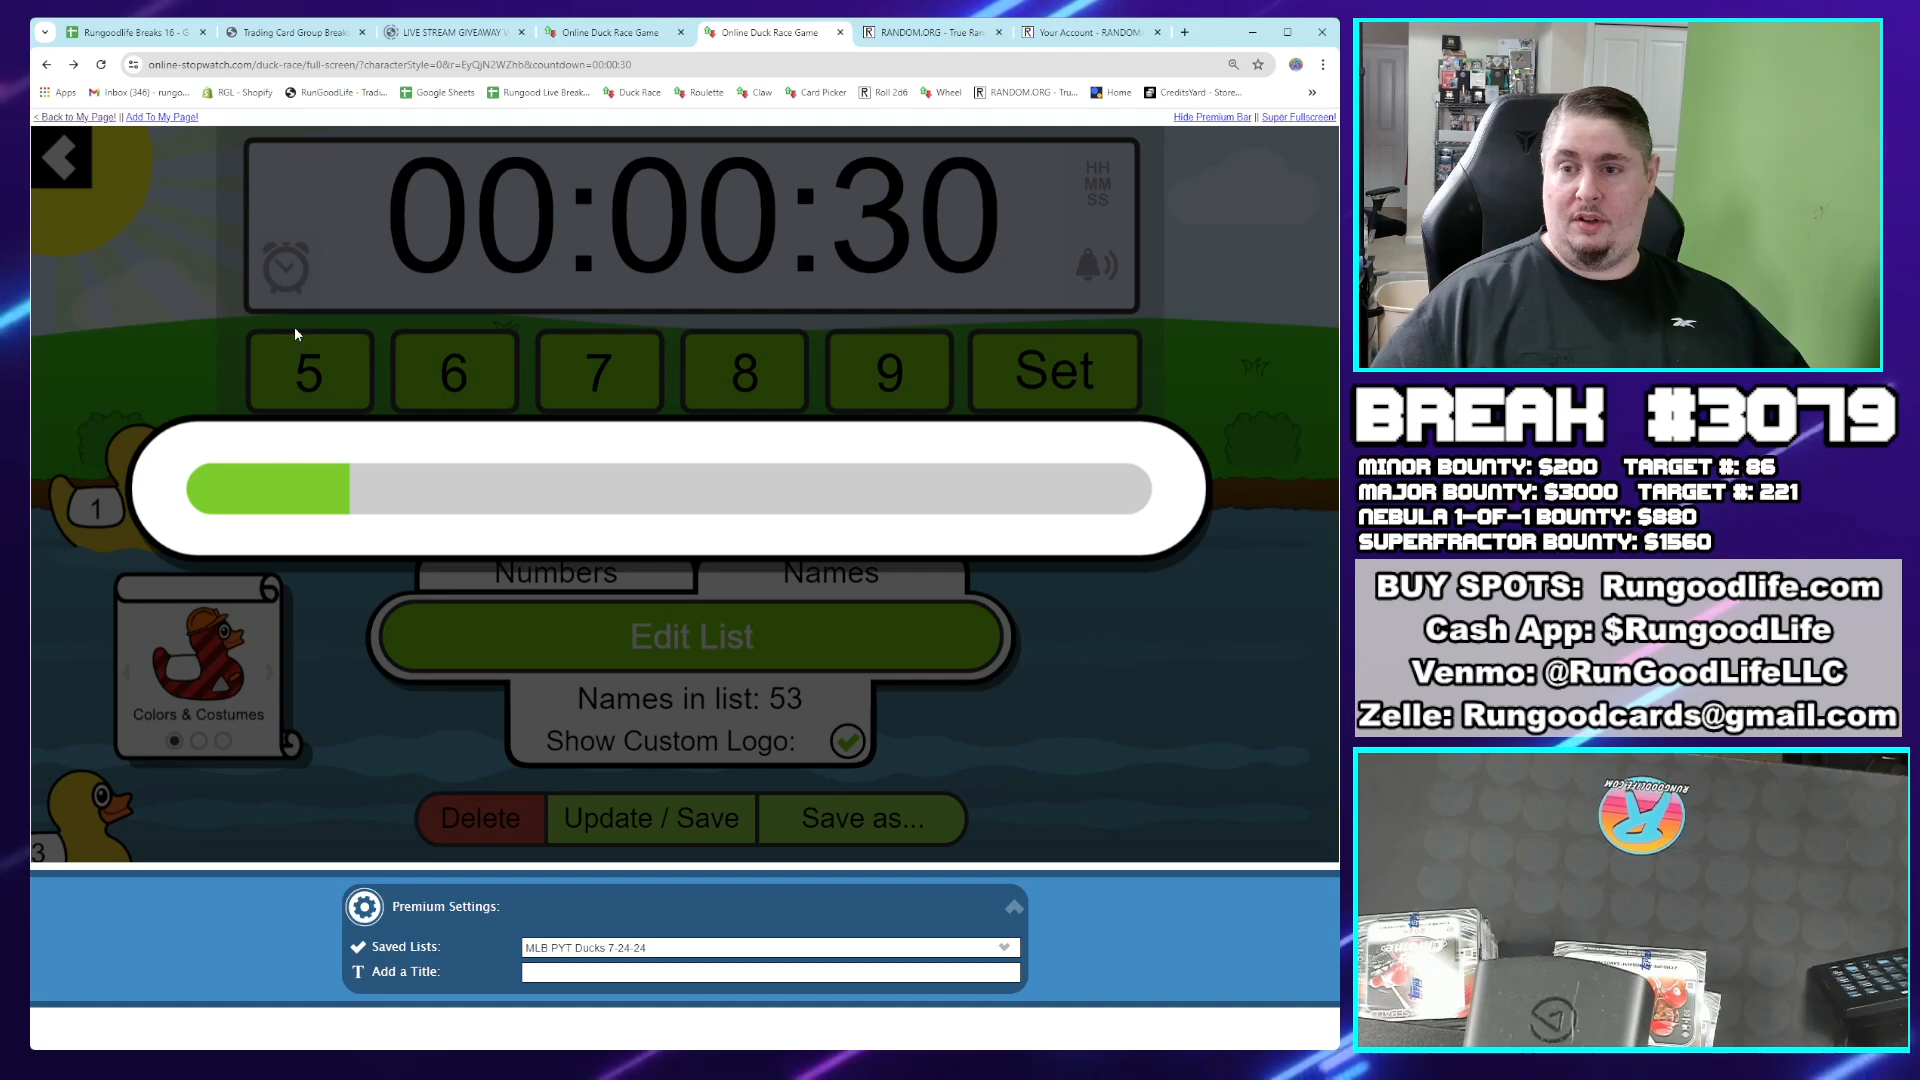 Rungoodlife Breaks 16 - G
Trading Card Group Break
LIVE STREAM GIVEAWAY
Online Duck Race Game
Online Duck Race Game
RANDOM.ORG - True Ran
Your Account - RANDOM.
online-stopwatch.com/duck-race/full-screen/?characterStyle=0&r=EyQjN2WZhb&countdown=00:00:30
Apps
Inbox (346) - rungo...
RGL - Shopify
RunGoodLife - Tradi...
Google Sheets
Rungood Live Break...
Duck Race
Roulette
Claw
Card Picker
Roll 2d6
Wheel
RANDOM.ORG - Tru...
Home
CreditsYard - Store...
»
< Back to My Page! || Add To My Page!
Hide Premium Bar || Super Fullscreen!
00:00:30
HH
MM
SS
5 6 7 8 9 Set
1
Numbers
Names
Edit List
Names in list: 53
Show Custom Logo:
Colors & Costumes
Delete
Update / Save
Save as...
3
Premium Settings:
Saved Lists:
MLB PYT Ducks 7-24-24
Add a Title:
BREAK #3079
MINOR BOUNTY: $200 TARGET #: 86
MAJOR BOUNTY: $3000 TARGET #: 221
NEBULA 1-OF-1 BOUNTY: $880
SUPERFRACTOR BOUNTY: $1560
BUY SPOTS: Rungoodlife.com
Cash App: $RungoodLife
Venmo: @RunGoodLifeLLC
Zelle: Rungoodcards@gmail.com
RUNGOODLIFE.COM